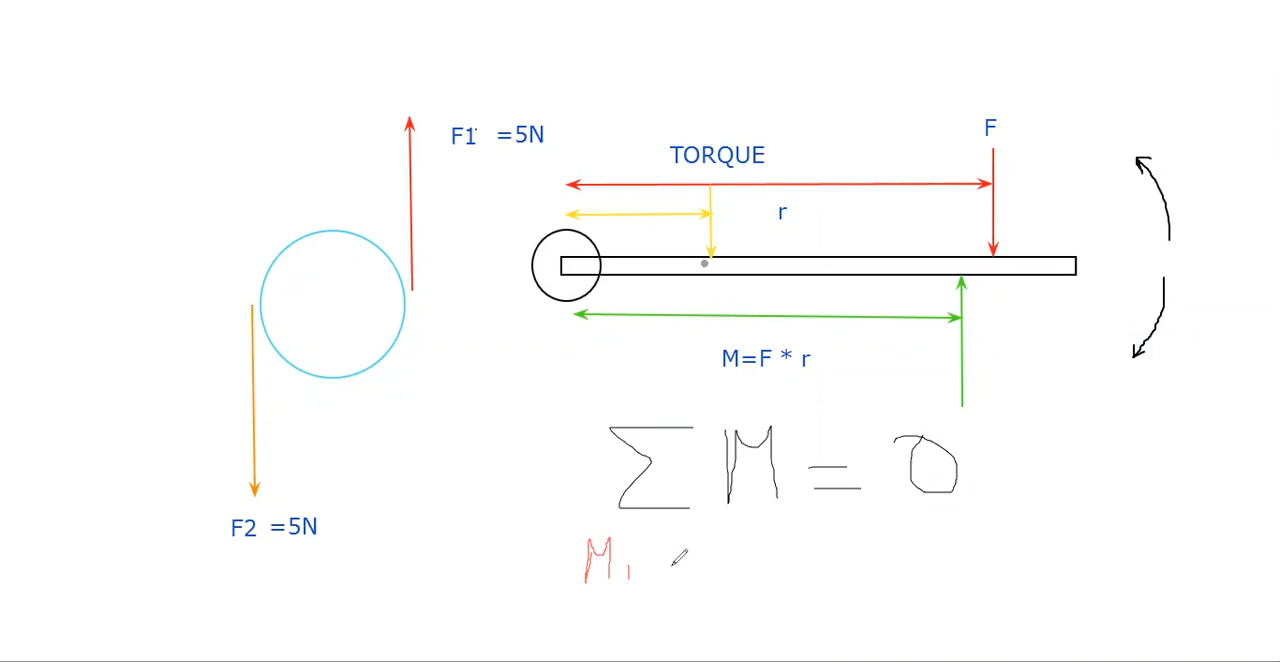 F1 =5N
F
TORQUE
r
M=F * r
∑ M = 0
F2 =5N
M₁